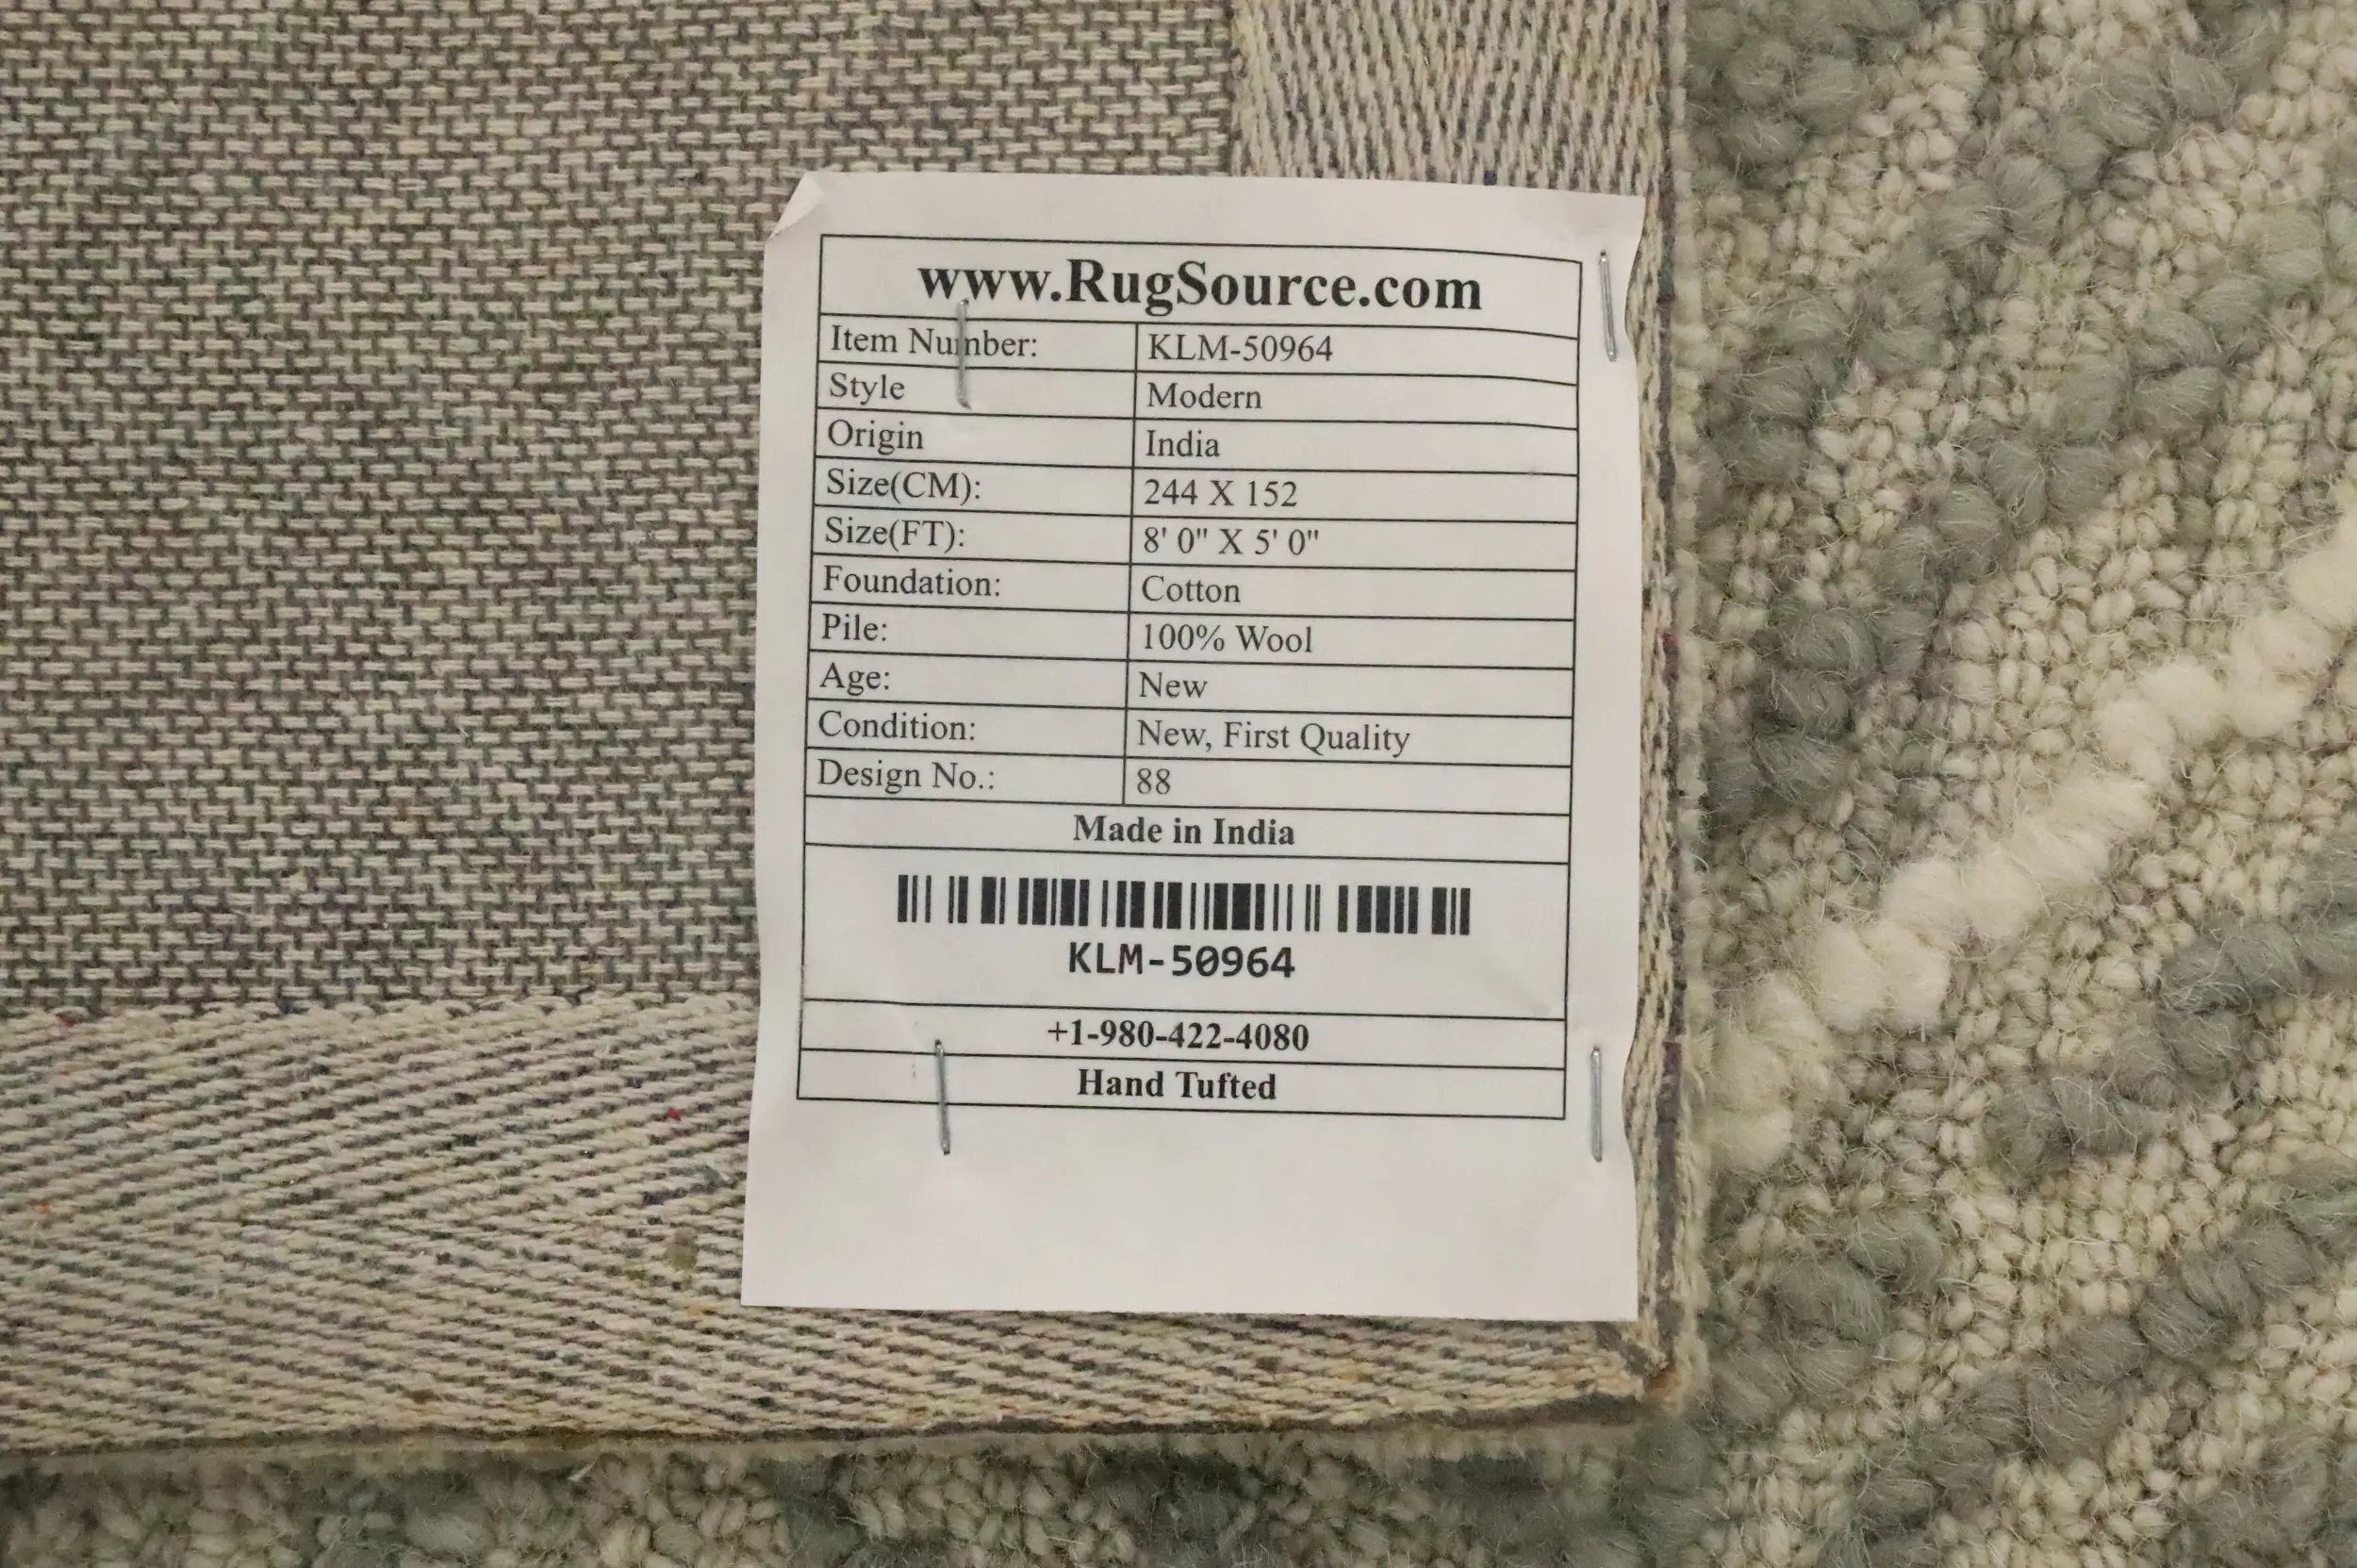 www.RugSource.com
Item Number: KLM-50964
Style Modern
Origin India
Size(CM): 244 X 152
Size(FT): 8' 0" X 5' 0"
Foundation: Cotton
Pile: 100% Wool
Age: New
Condition: New, First Quality
Design No.: 88
Made in India
KLM-50964
+1-980-422-4080
Hand Tufted